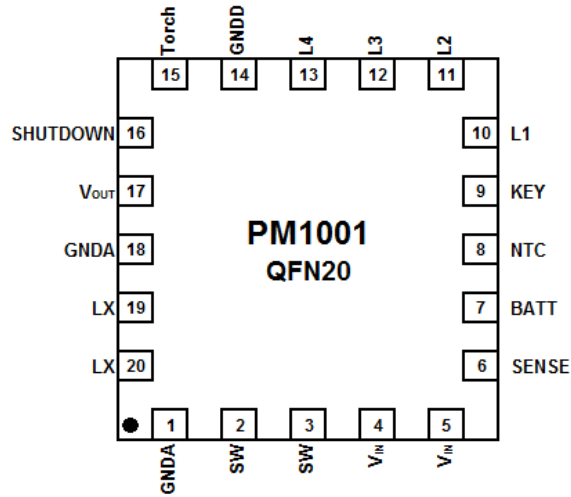 Torch GNDD L4 L3 L2
15 14 13 12 11
SHUTDOWN 16 10 L1
VOUT 17 9 KEY
PM1001
GNDA 18 8 NTC
QFN20
LX 19 7 BATT
LX 20 6 SENSE
1 2 3 4 5
GNDA SW SW VIN VIN